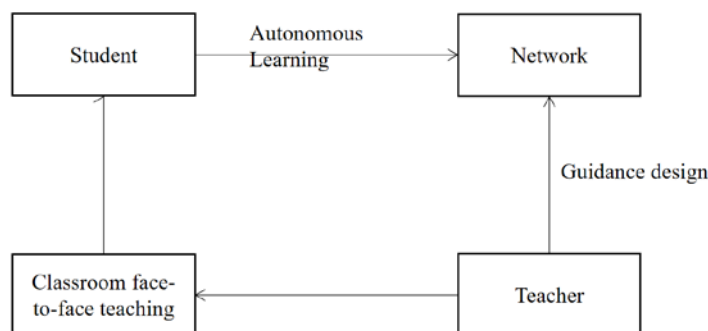 Student
Autonomous
Learning
Network
Guidance design
Classroom face-
to-face teaching
Teacher